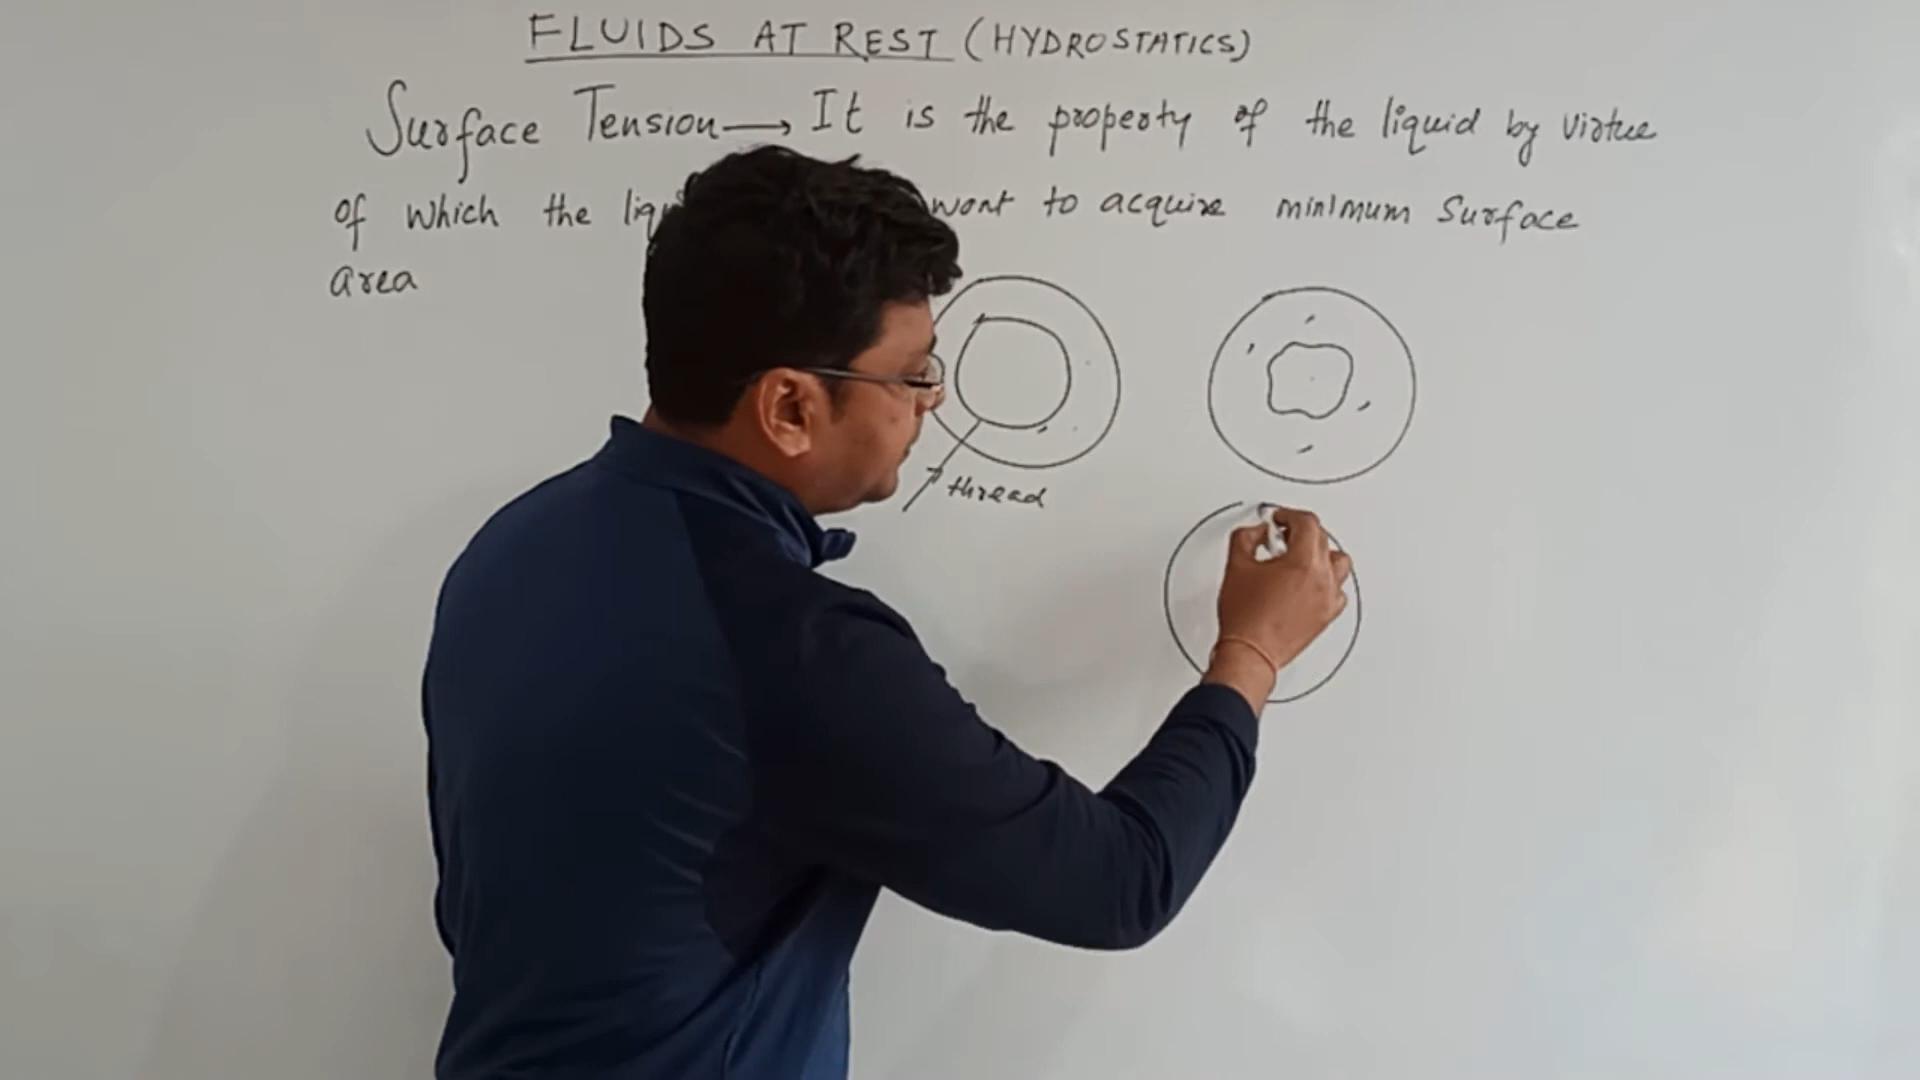 FLUIDS AT REST (HYDROSTATICS)
Surface Tension → It is the property of the liquid by virtue
of which the want to acquire minimum Surface
area
thread